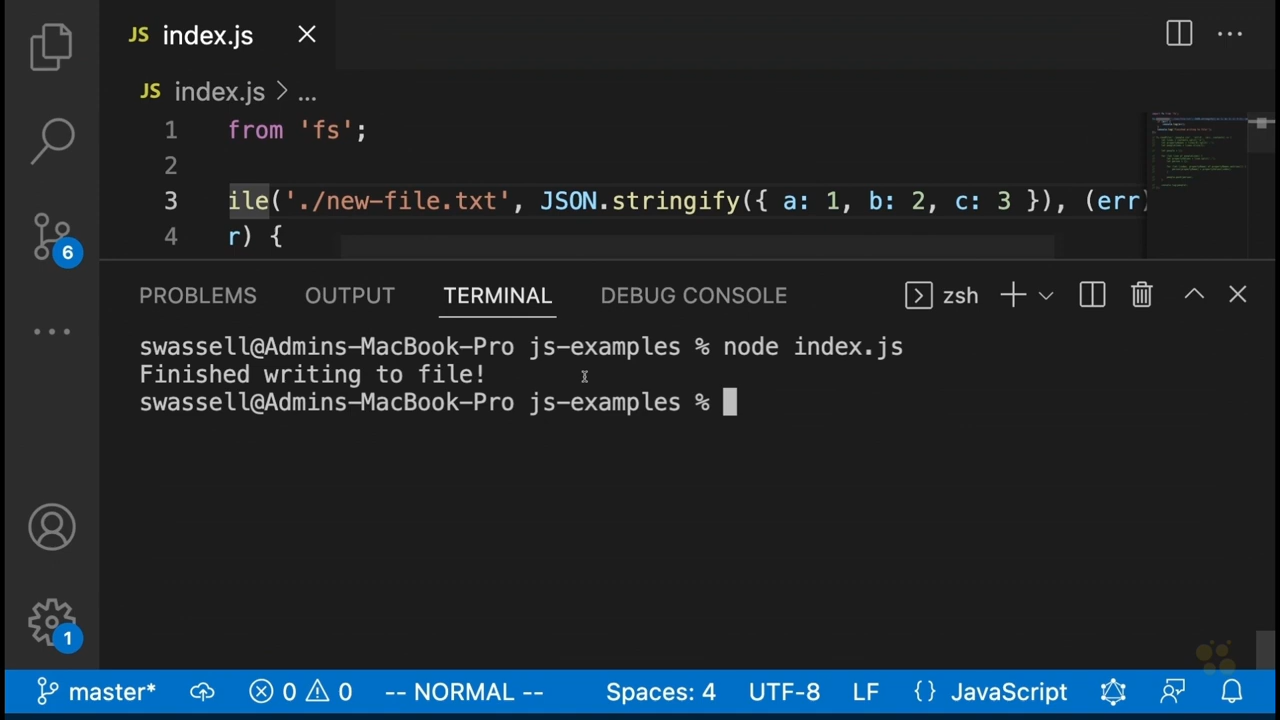 JS index.js
JS index.js > ...
1 from 'fs';
2
3 ile('./new-file.txt', JSON.stringify({ a: 1, b: 2, c: 3 }), (err)
4 r) {
6
PROBLEMS OUTPUT TERMINAL DEBUG CONSOLE zsh
swassell@Admins-MacBook-Pro js-examples % node index.js
Finished writing to file!
swassell@Admins-MacBook-Pro js-examples %
1
master* 0 0 -- NORMAL -- Spaces: 4 UTF-8 LF {} JavaScript